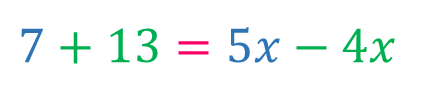 7 + 13 = 5x − 4x